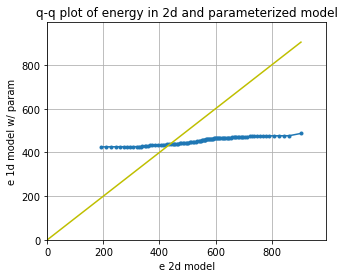 q-q plot of energy in 2d and parameterized model
e 1d model w/ param
800
600
400
200
0
0 200 400 600 800
e 2d model